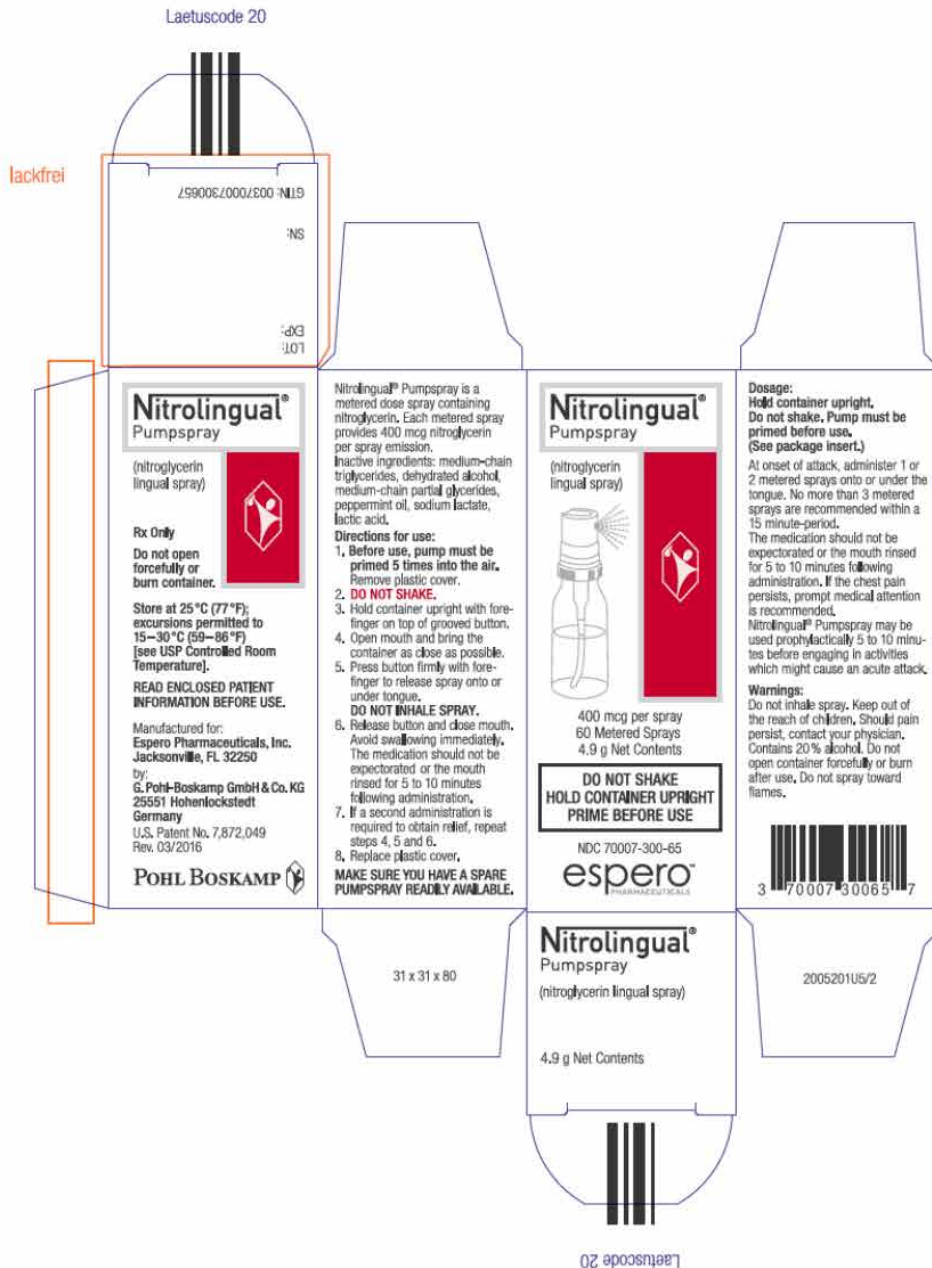 Laetuscode 20
lackfrei
GTIN: 00370007300657
SN:
EXP:
LOT:
Nitrolingual®
Pumpspray
(nitroglycerin
lingual spray)
Rx Only
Do not open
forcefully or
burn container.
Store at 25°C (77°F);
excursions permitted to
15–30°C (59–86°F)
[see USP Controlled Room
Temperature].
READ ENCLOSED PATIENT
INFORMATION BEFORE USE.
Manufactured for:
Espero Pharmaceuticals, Inc.
Jacksonville, FL 32250
by:
G. Pohl-Boskamp GmbH & Co. KG
25551 Hohenlockstedt
Germany
U.S. Patent No. 7,872,049
Rev. 03/2016
POHL BOSKAMP
Nitrolingual® Pumpspray is a
metered dose spray containing
nitroglycerin. Each metered spray
provides 400 mcg nitroglycerin
per spray emission.
Inactive ingredients: medium-chain
triglycerides, dehydrated alcohol,
medium-chain partial glycerides,
peppermint oil, sodium lactate,
lactic acid.
Directions for use:
1. Before use, pump must be
primed 5 times into the air.
Remove plastic cover.
2. DO NOT SHAKE.
3. Hold container upright with fore-
finger on top of grooved button.
4. Open mouth and bring the
container as close as possible.
5. Press button firmly with fore-
finger to release spray onto or
under tongue.
DO NOT INHALE SPRAY.
6. Release button and close mouth.
Avoid swallowing immediately.
The medication should not be
expectorated or the mouth
rinsed for 5 to 10 minutes
following administration.
7. If a second administration is
required to obtain relief, repeat
steps 4, 5 and 6.
8. Replace plastic cover.
MAKE SURE YOU HAVE A SPARE
PUMPSPRAY READILY AVAILABLE.
31 x 31 x 80
Nitrolingual®
Pumpspray
(nitroglycerin
lingual spray)
400 mcg per spray
60 Metered Sprays
4.9 g Net Contents
DO NOT SHAKE
HOLD CONTAINER UPRIGHT
PRIME BEFORE USE
NDC 70007-300-65
espero™
PHARMACEUTICALS
Nitrolingual®
Pumpspray
(nitroglycerin lingual spray)
4.9 g Net Contents
Dosage:
Hold container upright.
Do not shake. Pump must be
primed before use.
(See package insert.)
At onset of attack, administer 1 or
2 metered sprays onto or under the
tongue. No more than 3 metered
sprays are recommended within a
15 minute-period.
The medication should not be
expectorated or the mouth rinsed
for 5 to 10 minutes following
administration. If the chest pain
persists, prompt medical attention
is recommended.
Nitrolingual® Pumpspray may be
used prophylactically 5 to 10 minu-
tes before engaging in activities
which might cause an acute attack.
Warnings:
Do not inhale spray. Keep out of
the reach of children. Should pain
persist, contact your physician.
Contains 20% alcohol. Do not
open container forcefully or burn
after use. Do not spray toward
flames.
3 70007 30065 7
2005201U5/2
Laetuscode 20